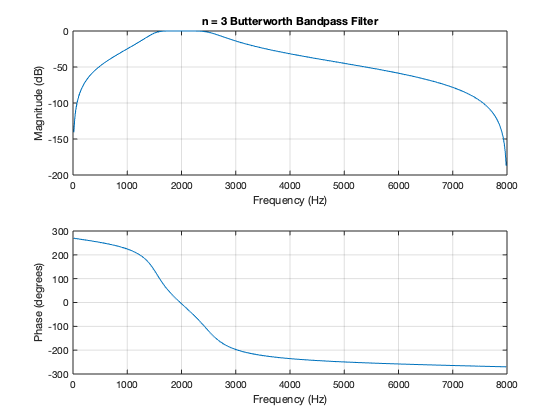 n = 3 Butterworth Bandpass Filter
0
-50
-100
-150
-200
Magnitude (dB)
0 1000 2000 3000 4000 5000 6000 7000 8000
Frequency (Hz)
300
200
100
0
-100
-200
-300
Phase (degrees)
0 1000 2000 3000 4000 5000 6000 7000 8000
Frequency (Hz)